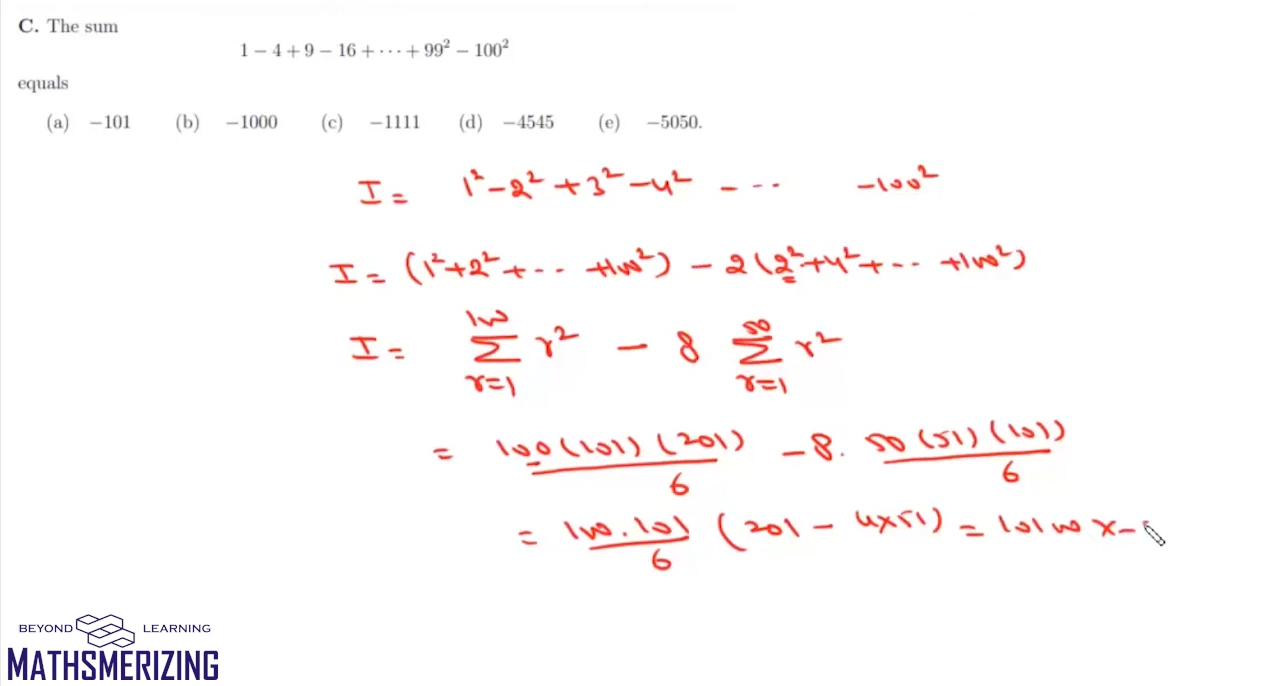 C. The sum
1 − 4 + 9 − 16 + ⋯ + 99² − 100²
equals
(a) −101 (b) −1000 (c) −1111 (d) −4545 (e) −5050.
I = 1² − 2² + 3² − 4² − ⋯ − 100²
I = (1² + 2² + ⋯ + 100²) − 2(2² + 4² + ⋯ + 100²)
I = ∑_{r=1}^{100} r² − 8 ∑_{r=1}^{50} r²
= 100(101)(201)/6 − 8. 50(51)(101)/6
= 100.101/6 (201 − 4×51) = 10100 × −
BEYOND LEARNING
MATHSMERIZING